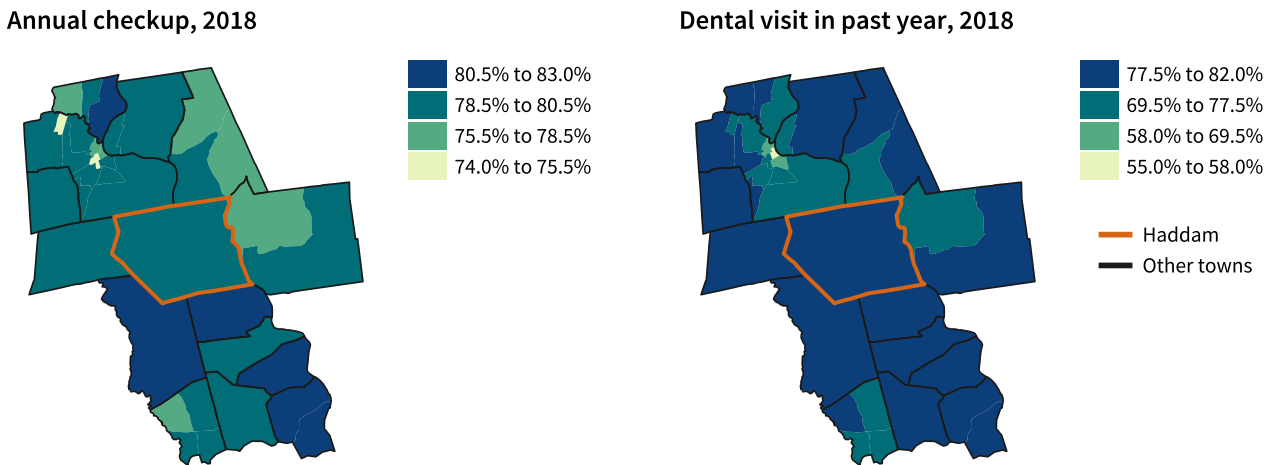 Annual checkup, 2018
80.5% to 83.0%
78.5% to 80.5%
75.5% to 78.5%
74.0% to 75.5%
Dental visit in past year, 2018
77.5% to 82.0%
69.5% to 77.5%
58.0% to 69.5%
55.0% to 58.0%
Haddam
Other towns